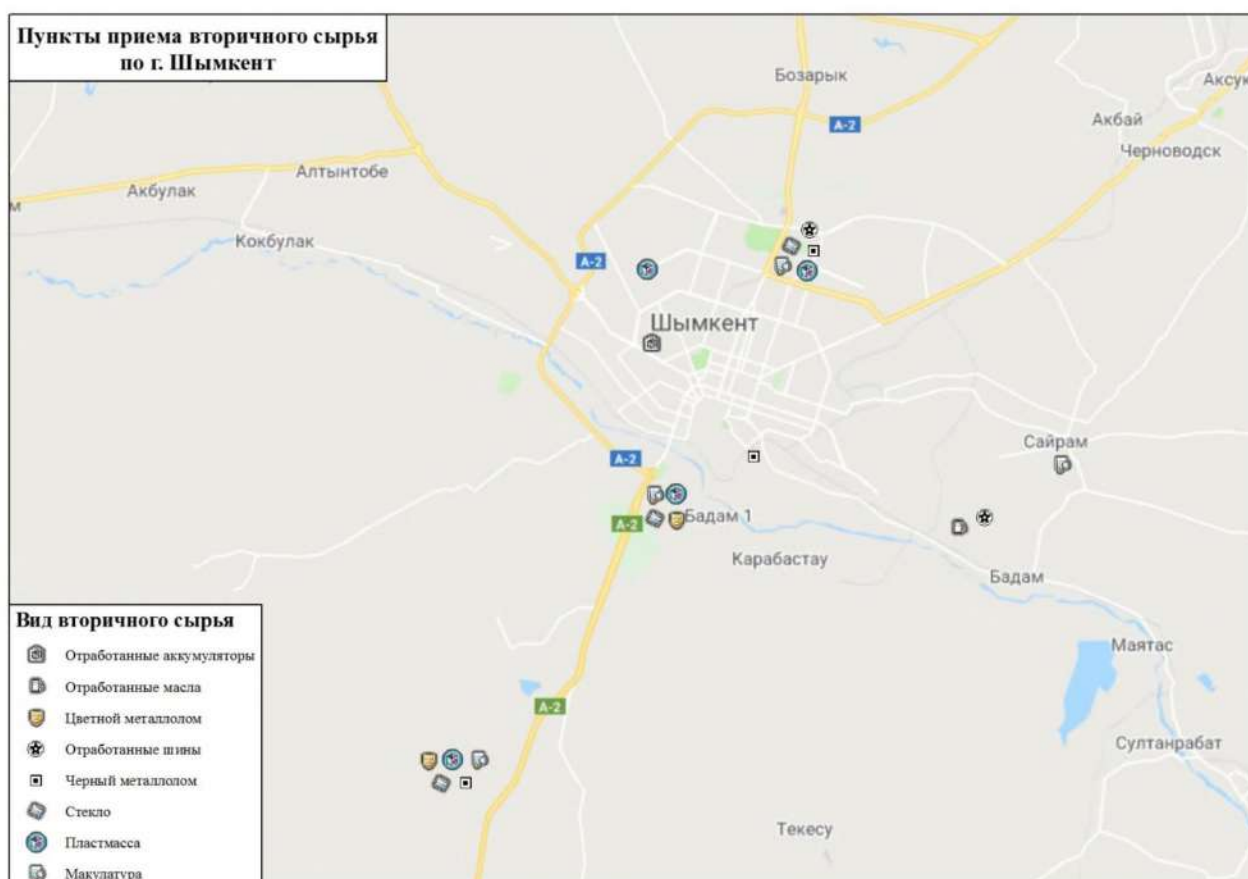 Пункты приема вторичного сырья
по г. Шымкент
Бозарык
Аксук
А-2
Акбай
Черноводск
Алтынтобе
Акбулак
м
Кокбулак
А-2
Шымкент
Сайрам
А-2
А-2
Бадам 1
Карабастау
Бадам
Вид вторичного сырья
Отработанные аккумуляторы
Маятас
Отработанные масла
А-2
Цветной металлолом
Отработанные шины
Султанрабат
Черный металлолом
Стекло
Текесу
Пластмасса
Макулатура